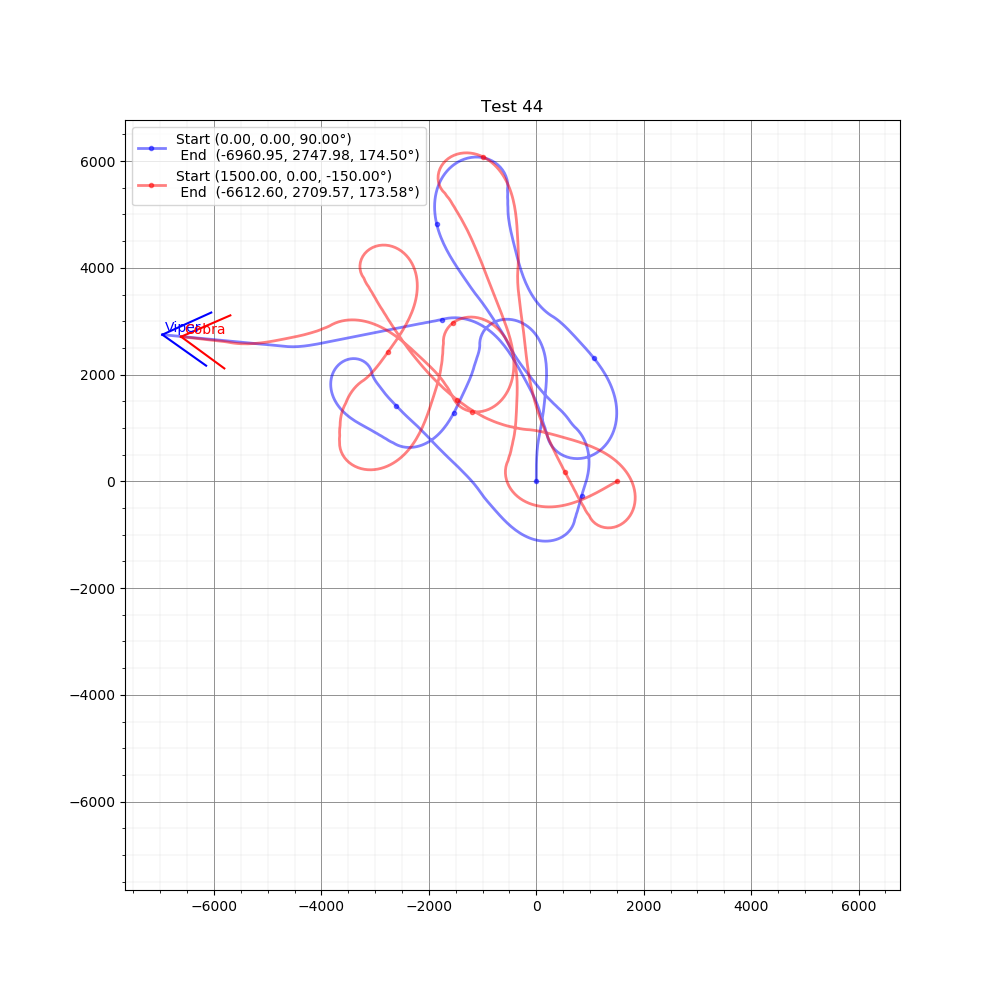 Test 44
Start (0.00, 0.00, 90.00°)
End  (-6960.95, 2747.98, 174.50°)
Start (1500.00, 0.00, -150.00°)
End  (-6612.60, 2709.57, 173.58°)
6000
4000
Viper
Cobra
2000
0
−2000
−4000
−6000
−6000 −4000 −2000 0 2000 4000 6000